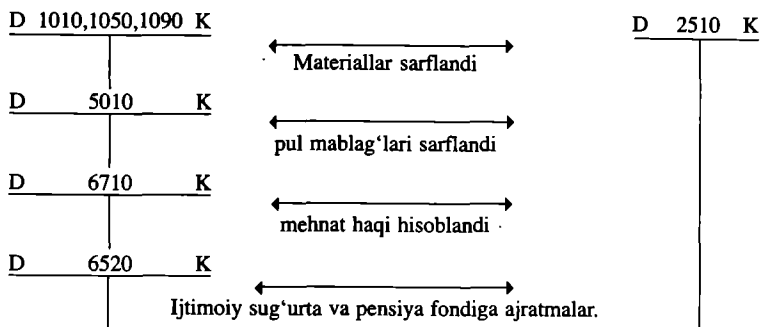 D 1010,1050,1090 K
D 2510 K
Materiallar sarflandi
D 5010 K
pul mablag‘lari sarflandi
D 6710 K
mehnat haqi hisoblandi
D 6520 K
Ijtimoiy sug‘urta va pensiya fondiga ajratmalar.